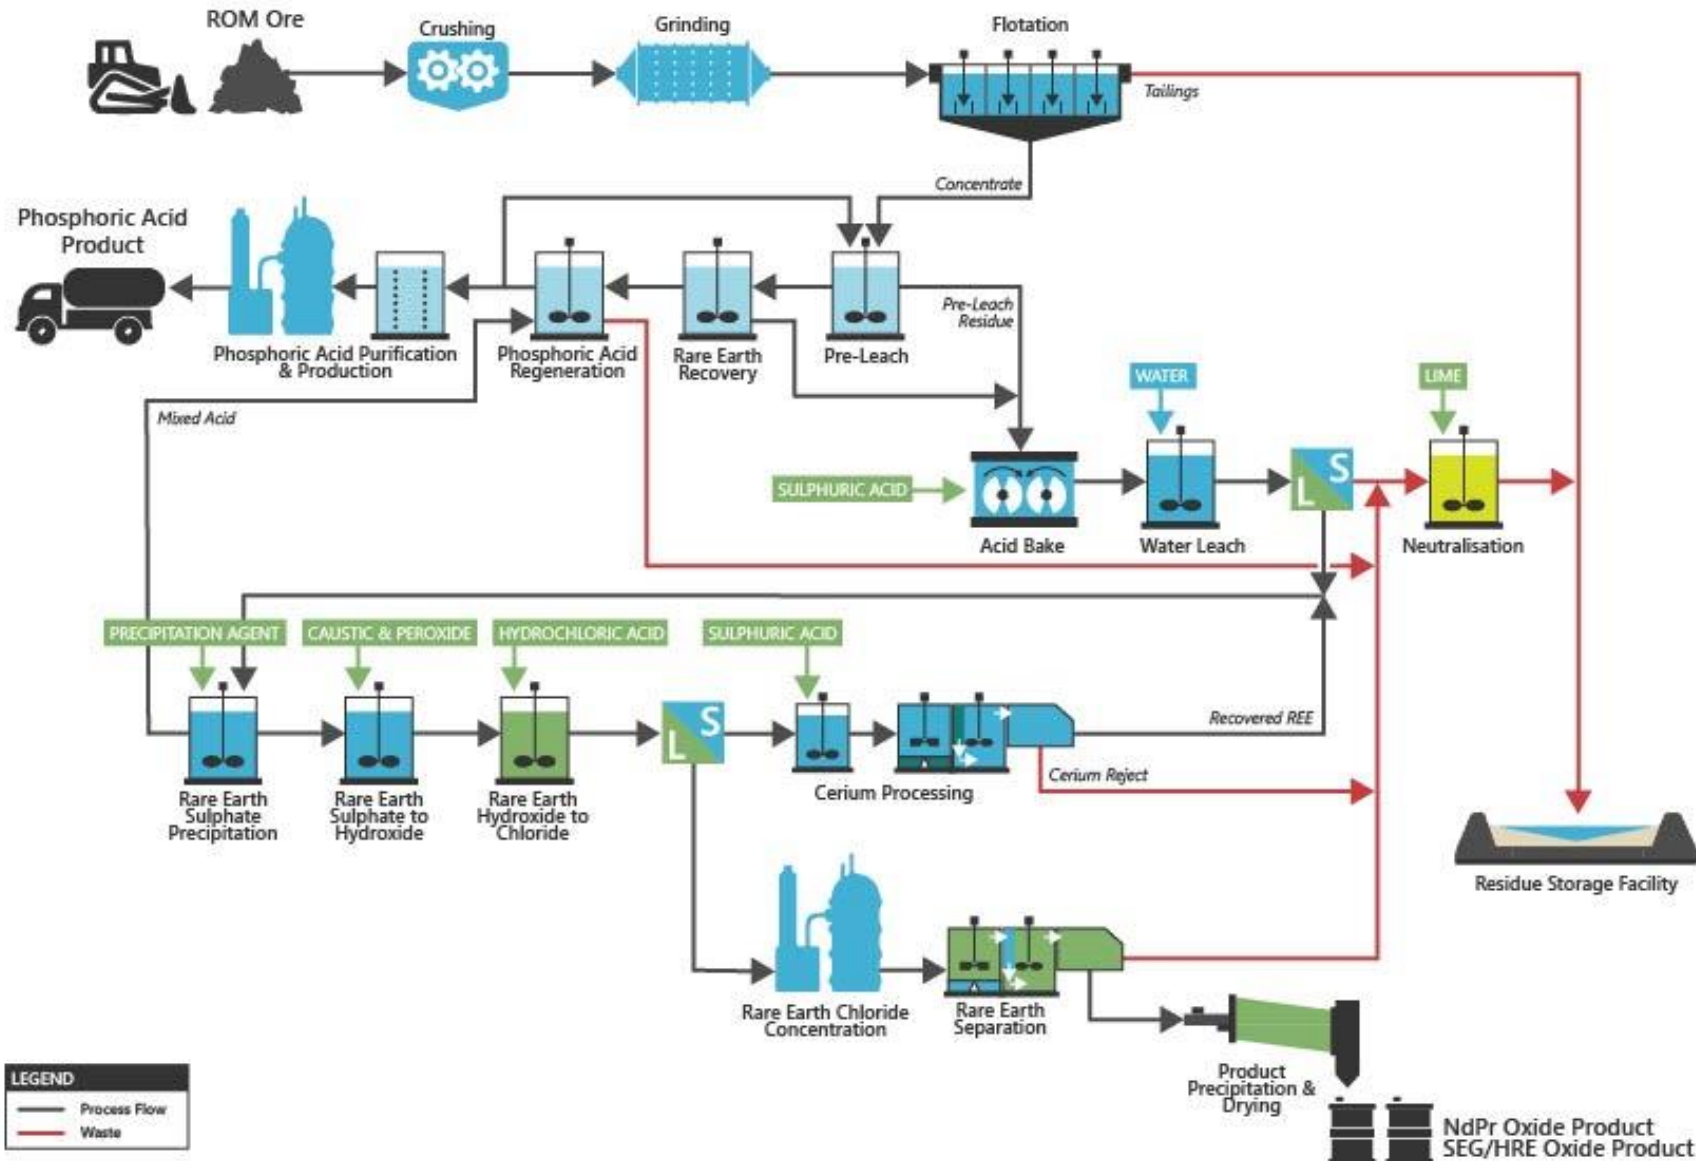 ROM Ore
Crushing
Grinding
Flotation
Tailings
Concentrate
Phosphoric Acid
Product
Pre-Leach
Residue
Phosphoric Acid Purification
& Production
Phosphoric Acid
Regeneration
Rare Earth
Recovery
Pre-Leach
WATER
LIME
Mixed Acid
SULPHURIC ACID
S
L
Acid Bake
Water Leach
Neutralisation
PRECIPITATION AGENT
CAUSTIC & PEROXIDE
HYDROCHLORIC ACID
SULPHURIC ACID
S
L
Recovered REE
Cerium Reject
Rare Earth
Sulphate
Precipitation
Rare Earth
Sulphate to
Hydroxide
Rare Earth
Hydroxide to
Chloride
Cerium Processing
Residue Storage Facility
Rare Earth Chloride
Concentration
Rare Earth
Separation
Product
Precipitation &
Drying
NdPr Oxide Product
SEG/HRE Oxide Product
LEGEND
Process Flow
Waste